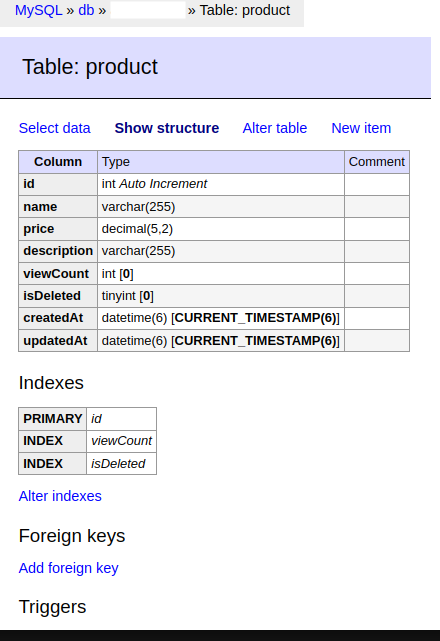 MySQL » db » » Table: product
Table: product
Select data Show structure Alter table New item
Column Type Comment
id int Auto Increment
name varchar(255)
price decimal(5,2)
description varchar(255)
viewCount int [0]
isDeleted tinyint [0]
createdAt datetime(6) [CURRENT_TIMESTAMP(6)]
updatedAt datetime(6) [CURRENT_TIMESTAMP(6)]
Indexes
PRIMARY id
INDEX viewCount
INDEX isDeleted
Alter indexes
Foreign keys
Add foreign key
Triggers